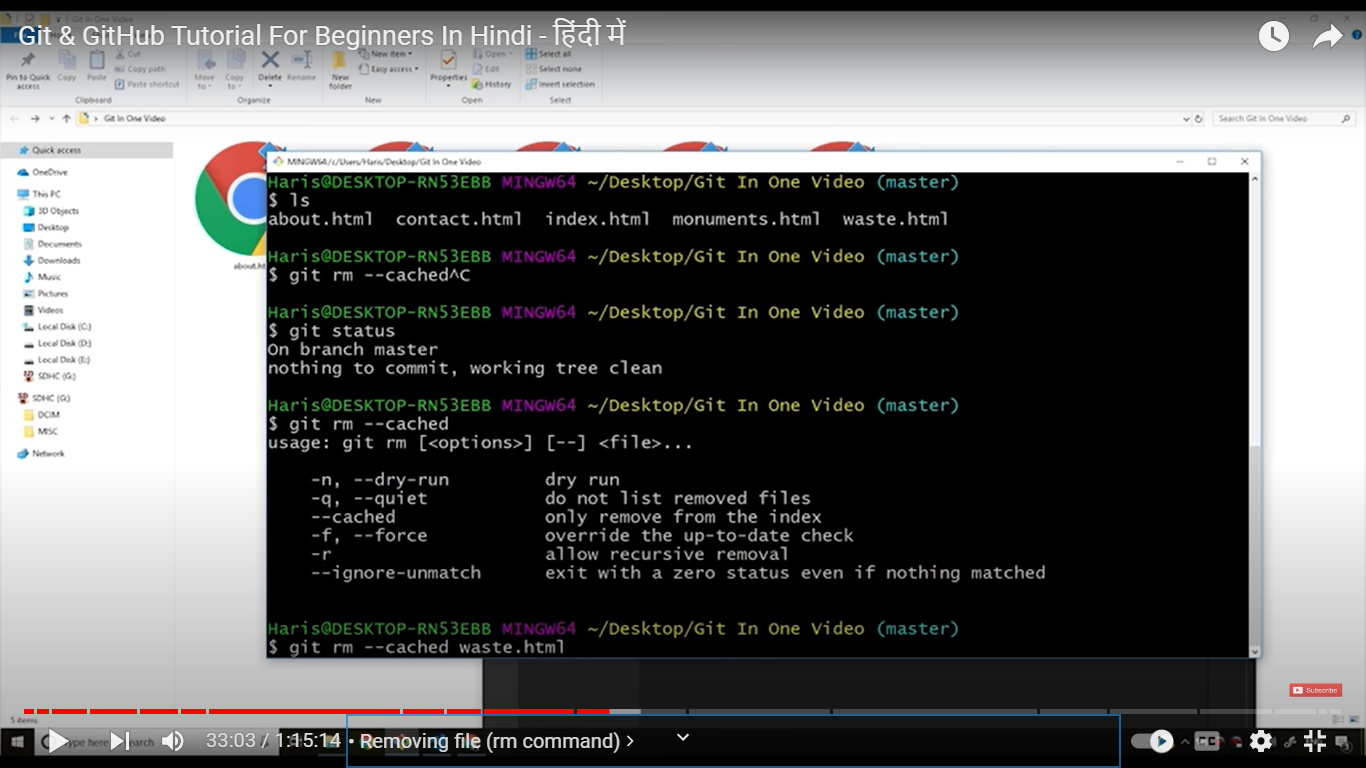 Git In One Video
Git & GitHub Tutorial For Beginners In Hindi - हिंदी में
Pin to Quick access
Copy
Paste
Cut
Copy path
Paste shortcut
Move to
Copy to
Delete
Rename
New folder
New item
Easy access
Properties
Open
Edit
History
Select all
Select none
Invert selection
Clipboard
Organize
New
Open
Select
Git In One Video
Search Git In One Video
Quick access
OneDrive
This PC
3D Objects
Desktop
Documents
Downloads
Music
Pictures
Videos
Local Disk (C:)
Local Disk (D:)
Local Disk (E:)
SDHC (G:)
SDHC (G:)
DCIM
MISC
Network
about.ht
MINGW64:/c/Users/Haris/Desktop/Git In One Video
Haris@DESKTOP-RN53EBB MINGW64 ~/Desktop/Git In One Video (master)
$ ls
about.html contact.html index.html monuments.html waste.html
Haris@DESKTOP-RN53EBB MINGW64 ~/Desktop/Git In One Video (master)
$ git rm --cached^C
Haris@DESKTOP-RN53EBB MINGW64 ~/Desktop/Git In One Video (master)
$ git status
On branch master
nothing to commit, working tree clean
Haris@DESKTOP-RN53EBB MINGW64 ~/Desktop/Git In One Video (master)
$ git rm --cached
usage: git rm [<options>] [--] <file>...
-n, --dry-run dry run
-q, --quiet do not list removed files
--cached only remove from the index
-f, --force override the up-to-date check
-r allow recursive removal
--ignore-unmatch exit with a zero status even if nothing matched
Haris@DESKTOP-RN53EBB MINGW64 ~/Desktop/Git In One Video (master)
$ git rm --cached waste.html
Subscribe
5 items
33:03 / 1:15:14 • Removing file (rm command) >
CC